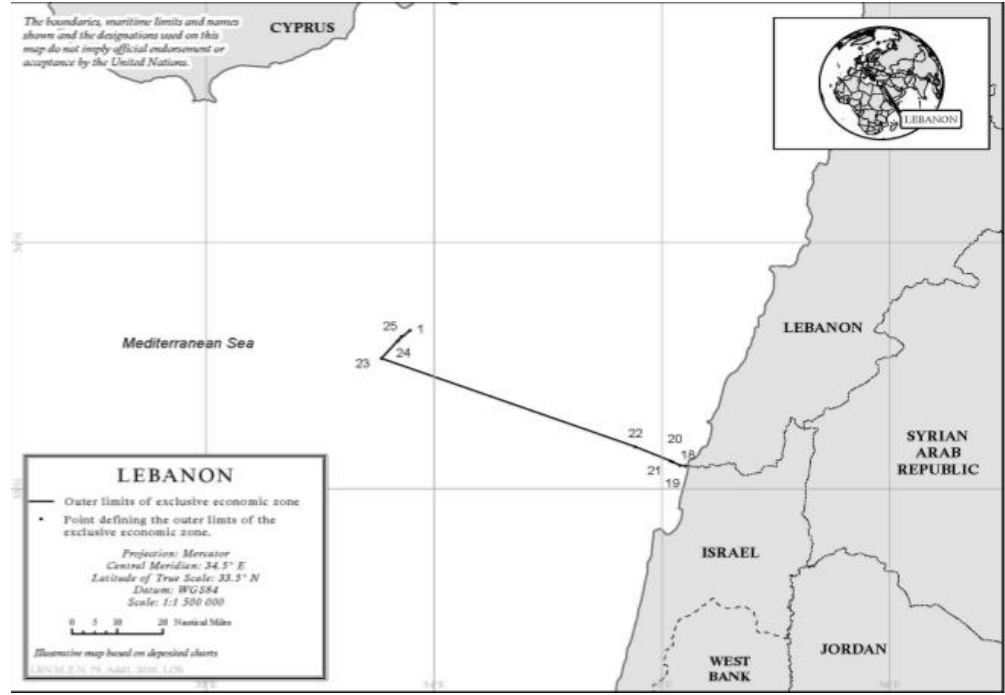 The boundaries, maritime limits and names
shown and the designations used on this
map do not imply official endorsement or
acceptance by the United Nations.
CYPRUS
LEBANON
Mediterranean Sea
25
1
24
23
LEBANON
22
20
18
21
19
SYRIAN
ARAB
REPUBLIC
ISRAEL
WEST
BANK
JORDAN
LEBANON
Outer limits of exclusive economic zone
Point defining the outer limts of the
exclusive economic zone.
Projection: Mercator
Central Meridian: 34.5° E
Latitude of True Scale: 33.5° N
Datum: WGS84
Scale: 1:1 500 000
0 5 10 20 Nautical Miles
Illustrative map based on deposited charts